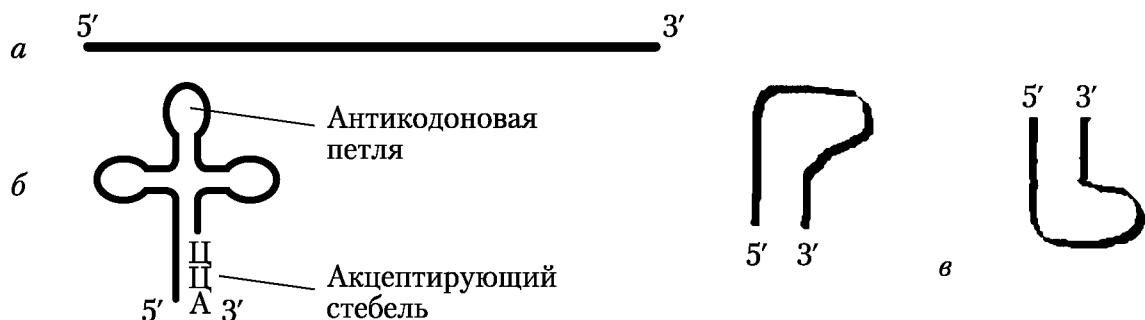 а 5′ 3′
Антикодоновая
петля
б
Ц
Ц
А
5′ 3′
Акцептирующий
стебель
5′ 3′
5′ 3′
в